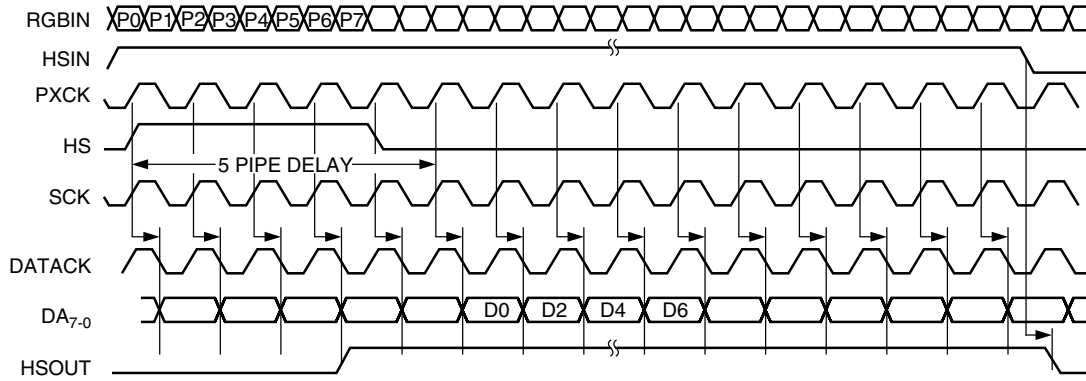 RGBIN P0 P1 P2 P3 P4 P5 P6 P7
HSIN
PXCK
HS
5 PIPE DELAY
SCK
DATACK
DA7-0 D0 D2 D4 D6
HSOUT